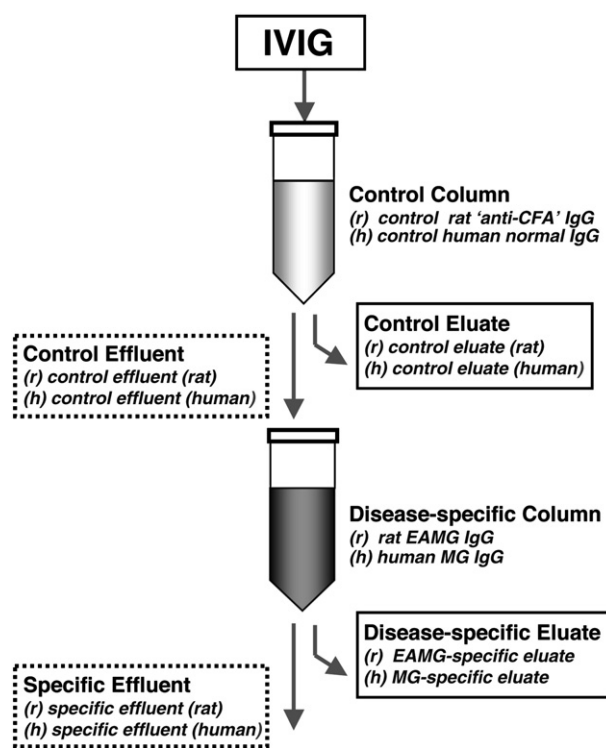 IVIG
Control Column
(r) control rat 'anti-CFA' IgG
(h) control human normal IgG
Control Eluate
(r) control eluate (rat)
(h) control eluate (human)
Control Effluent
(r) control effluent (rat)
(h) control effluent (human)
Disease-specific Column
(r) rat EAMG IgG
(h) human MG IgG
Disease-specific Eluate
(r) EAMG-specific eluate
(h) MG-specific eluate
Specific Effluent
(r) specific effluent (rat)
(h) specific effluent (human)